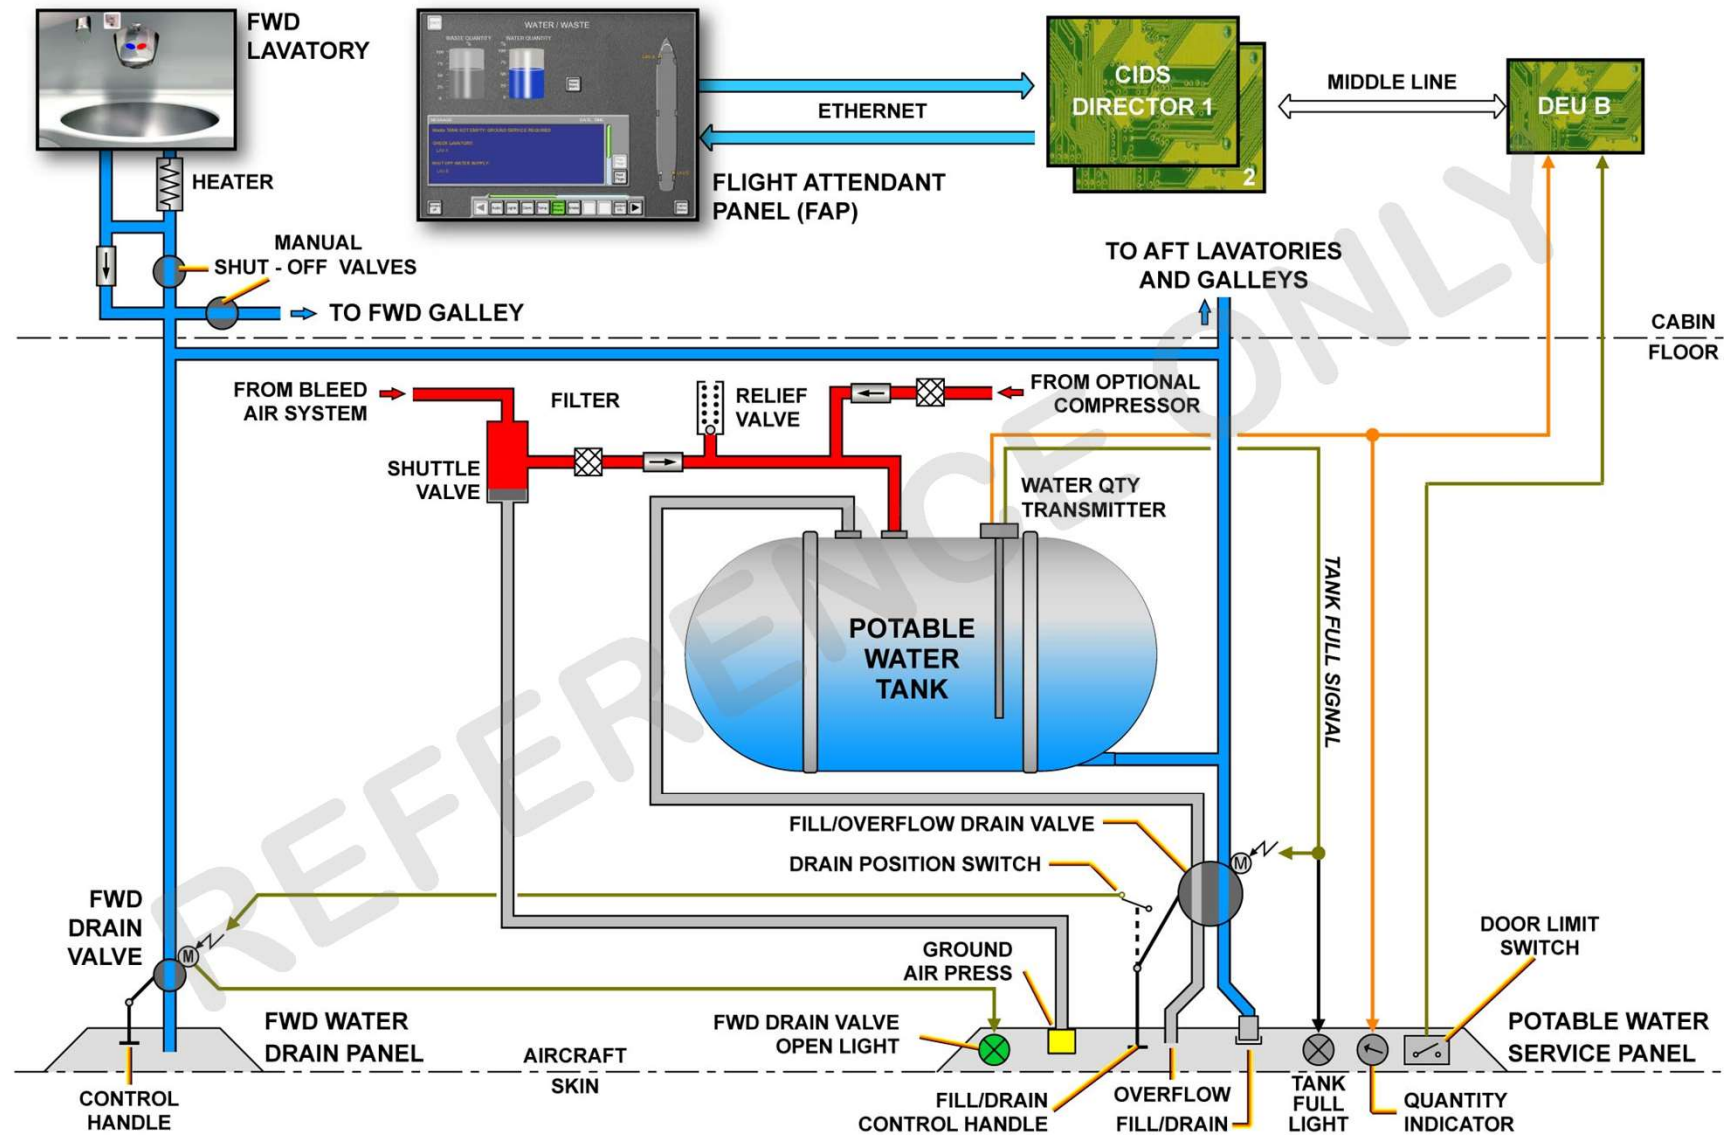 FWD
LAVATORY
WATER / WASTE
WASTE QUANTITY
WATER QUANTITY
CIDS
DIRECTOR 1
2
MIDDLE LINE
DEU B
ETHERNET
FLIGHT ATTENDANT
PANEL (FAP)
HEATER
MANUAL
SHUT - OFF VALVES
TO FWD GALLEY
TO AFT LAVATORIES
AND GALLEYS
CABIN
FLOOR
FROM BLEED
AIR SYSTEM
FILTER
RELIEF
VALVE
FROM OPTIONAL
COMPRESSOR
SHUTTLE
VALVE
WATER QTY
TRANSMITTER
TANK FULL SIGNAL
POTABLE
WATER
TANK
REFERENCE ONLY
FILL/OVERFLOW DRAIN VALVE
DRAIN POSITION SWITCH
M
FWD
DRAIN
VALVE
M
GROUND
AIR PRESS
DOOR LIMIT
SWITCH
FWD WATER
DRAIN PANEL
FWD DRAIN VALVE
OPEN LIGHT
POTABLE WATER
SERVICE PANEL
AIRCRAFT
SKIN
CONTROL
HANDLE
FILL/DRAIN
CONTROL HANDLE
OVERFLOW
FILL/DRAIN
TANK
FULL
LIGHT
QUANTITY
INDICATOR